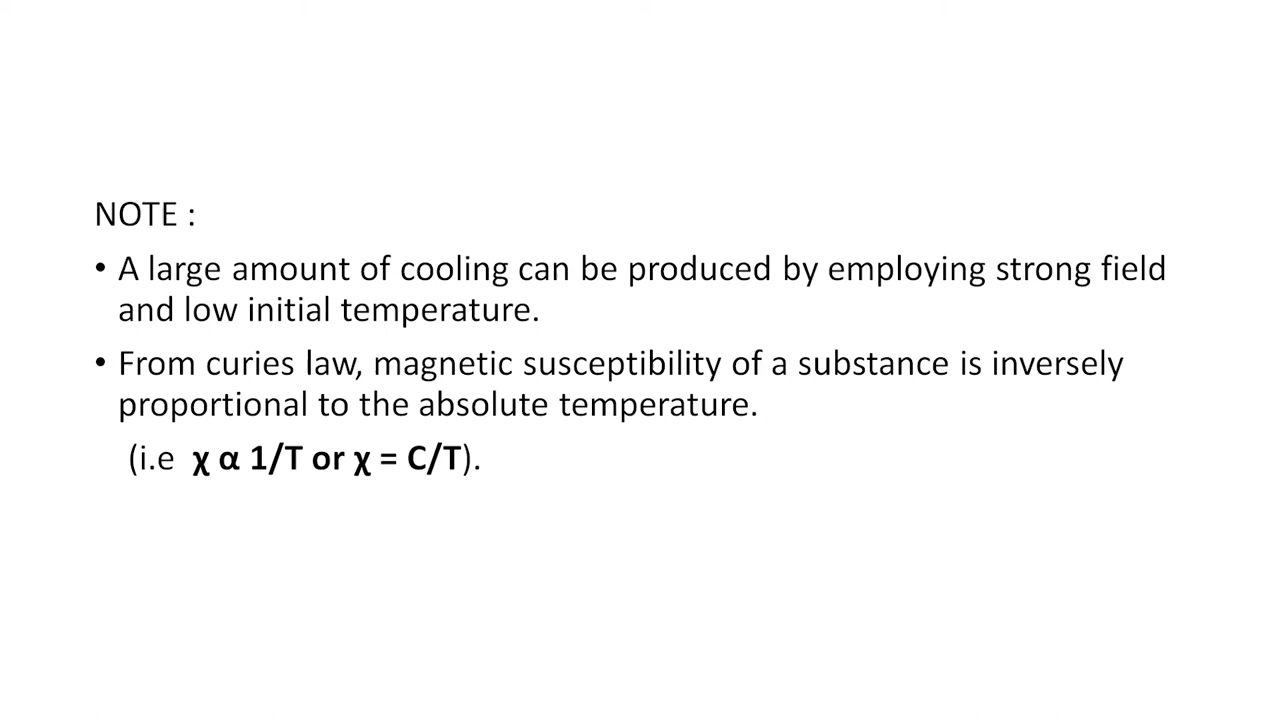 NOTE :
• A large amount of cooling can be produced by employing strong field
and low initial temperature.
• From curies law, magnetic susceptibility of a substance is inversely
proportional to the absolute temperature.
(i.e χ α 1/T or χ = C/T).